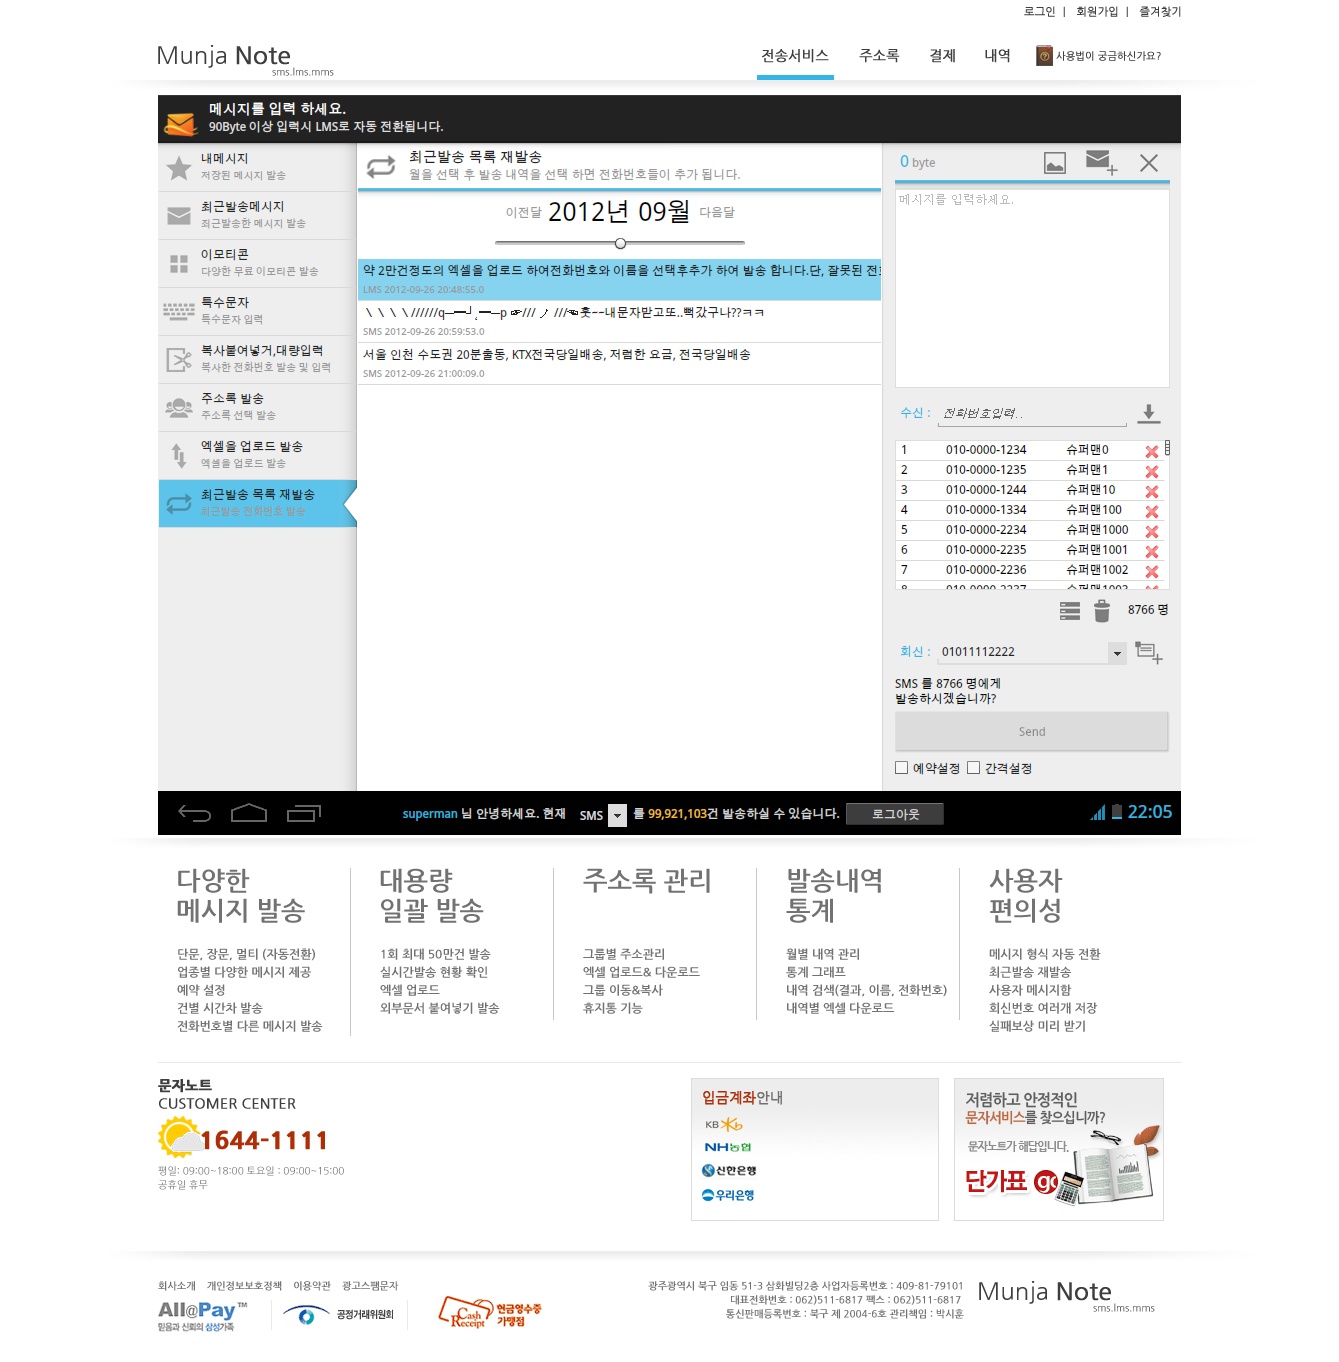 로그인 | 회원가입 | 즐겨찾기
Munja Note
sms.lms.mms
전송서비스 주소록 결제 내역 사용법이 궁금하신가요?
메시지를 입력 하세요.
90Byte 이상 입력시 LMS로 자동 전환됩니다.
내메시지
저장된 메시지 발송
최근발송메시지
최근발송한 메시지 발송
이모티콘
다양한 무료 이모티콘 발송
특수문자
특수문자 입력
복사붙여넣거,대량입력
복사한 전화번호 발송 및 입력
주소록 발송
주소록 선택 발송
엑셀을 업로드 발송
엑셀을 업로드 발송
최근발송 목록 재발송
최근발송 전화번호 발송
최근발송 목록 재발송
월을 선택 후 발송 내역을 선택 하면 전화번호들이 추가 됩니다.
이전달 2012년 09월 다음달
약 2만건정도의 엑셀을 업로드 하여전화번호와 이름을 선택후추가 하여 발송 합니다.단, 잘못된 전
LMS 2012-09-26 20:48:55.0
\ \ \ \ //////q─━┘¸━─p ☞/// ノ ///☜훗~~내문자받고또..뻑갔구나??ㅋㅋ
SMS 2012-09-26 20:59:53.0
서울 인천 수도권 20분출동, KTX전국당일배송, 저렴한 요금, 전국당일배송
SMS 2012-09-26 21:00:09.0
0 byte
메시지를 입력하세요.
수신 : 전화번호입력..
1 010-0000-1234 슈퍼맨0
2 010-0000-1235 슈퍼맨1
3 010-0000-1244 슈퍼맨10
4 010-0000-1334 슈퍼맨100
5 010-0000-2234 슈퍼맨1000
6 010-0000-2235 슈퍼맨1001
7 010-0000-2236 슈퍼맨1002
8 010-0000-2237 슈퍼맨1003
8766 명
회신 : 01011112222
SMS 를 8766 명에게
발송하시겠습니까?
Send
예약설정 간격설정
superman 님 안녕하세요. 현재 SMS 를 99,921,103건 발송하실 수 있습니다. 로그아웃
22:05
다양한
메시지 발송
단문, 장문, 멀티 (자동전환)
업종별 다양한 메시지 제공
예약 설정
건별 시간차 발송
전화번호별 다른 메시지 발송
대용량
일괄 발송
1회 최대 50만건 발송
실시간발송 현황 확인
엑셀 업로드
외부문서 붙여넣기 발송
주소록 관리
그룹별 주소관리
엑셀 업로드& 다운로드
그룹 이동&복사
휴지통 기능
발송내역
통계
월별 내역 관리
통계 그래프
내역 검색(결과, 이름, 전화번호)
내역별 엑셀 다운로드
사용자
편의성
메시지 형식 자동 전환
최근발송 재발송
사용자 메시지함
회신번호 여러개 저장
실패보상 미리 받기
문자노트
CUSTOMER CENTER
1644-1111
평일: 09:00~18:00 토요일 : 09:00~15:00
공휴일 휴무
입금계좌안내
KB
NH농협
신한은행
우리은행
저렴하고 안정적인
문자서비스를 찾으십니까?
문자노트가 해답입니다.
단가표 go
회사소개 개인정보보호정책 이용약관 광고스팸문자
All@Pay™
믿음과 신뢰의 삼성가족
공정거래위원회
Cash Receipt
현금영수증
가맹점
광주광역시 북구 임동 51-3 삼화빌딩2층 사업자등록번호 : 409-81-79101
대표전화번호 : 062)511-6817 팩스 : 062)511-6817
통신판매등록번호 : 북구 제 2004-6호 관리책임 : 박시훈
Munja Note
sms.lms.mms